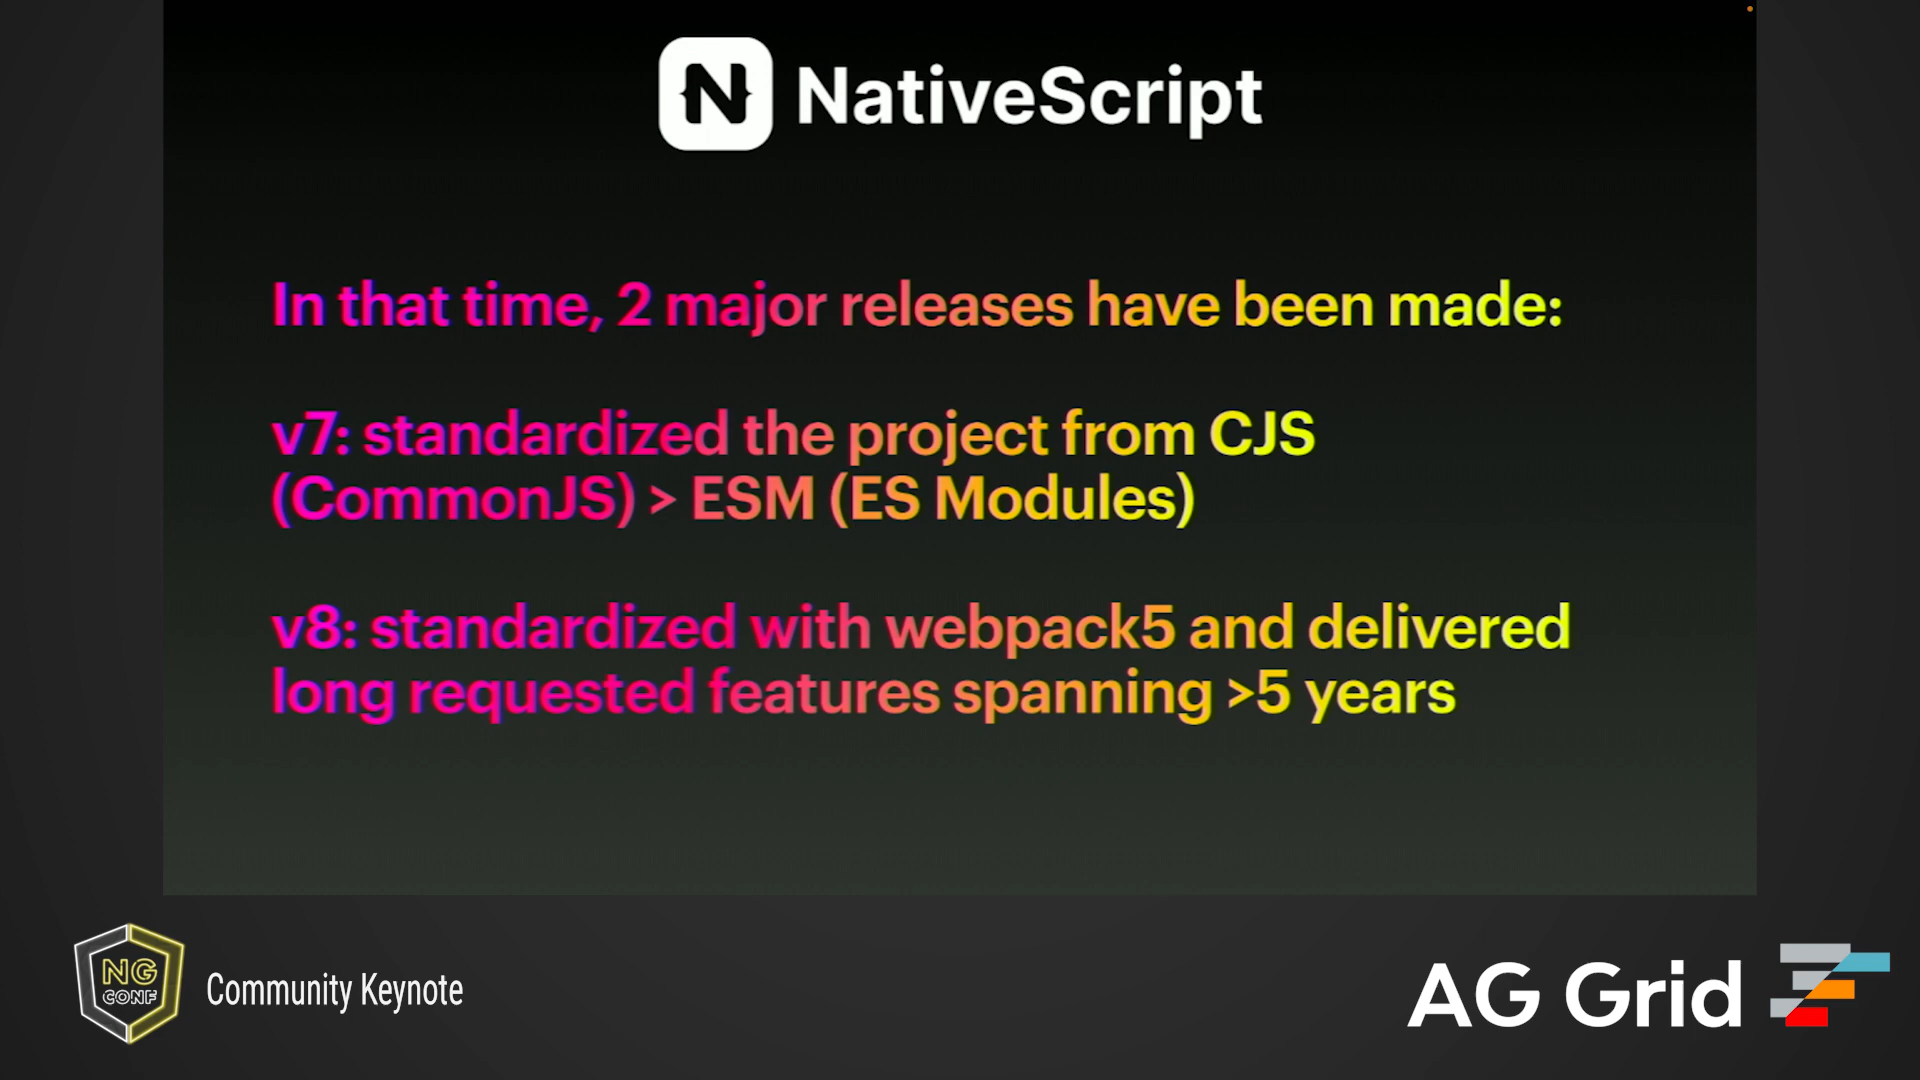 N NativeScript
In that time, 2 major releases have been made:
v7: standardized the project from CJS
(CommonJS) > ESM (ES Modules)
v8: standardized with webpack5 and delivered
long requested features spanning >5 years
NG
CONF
Community Keynote
AG Grid